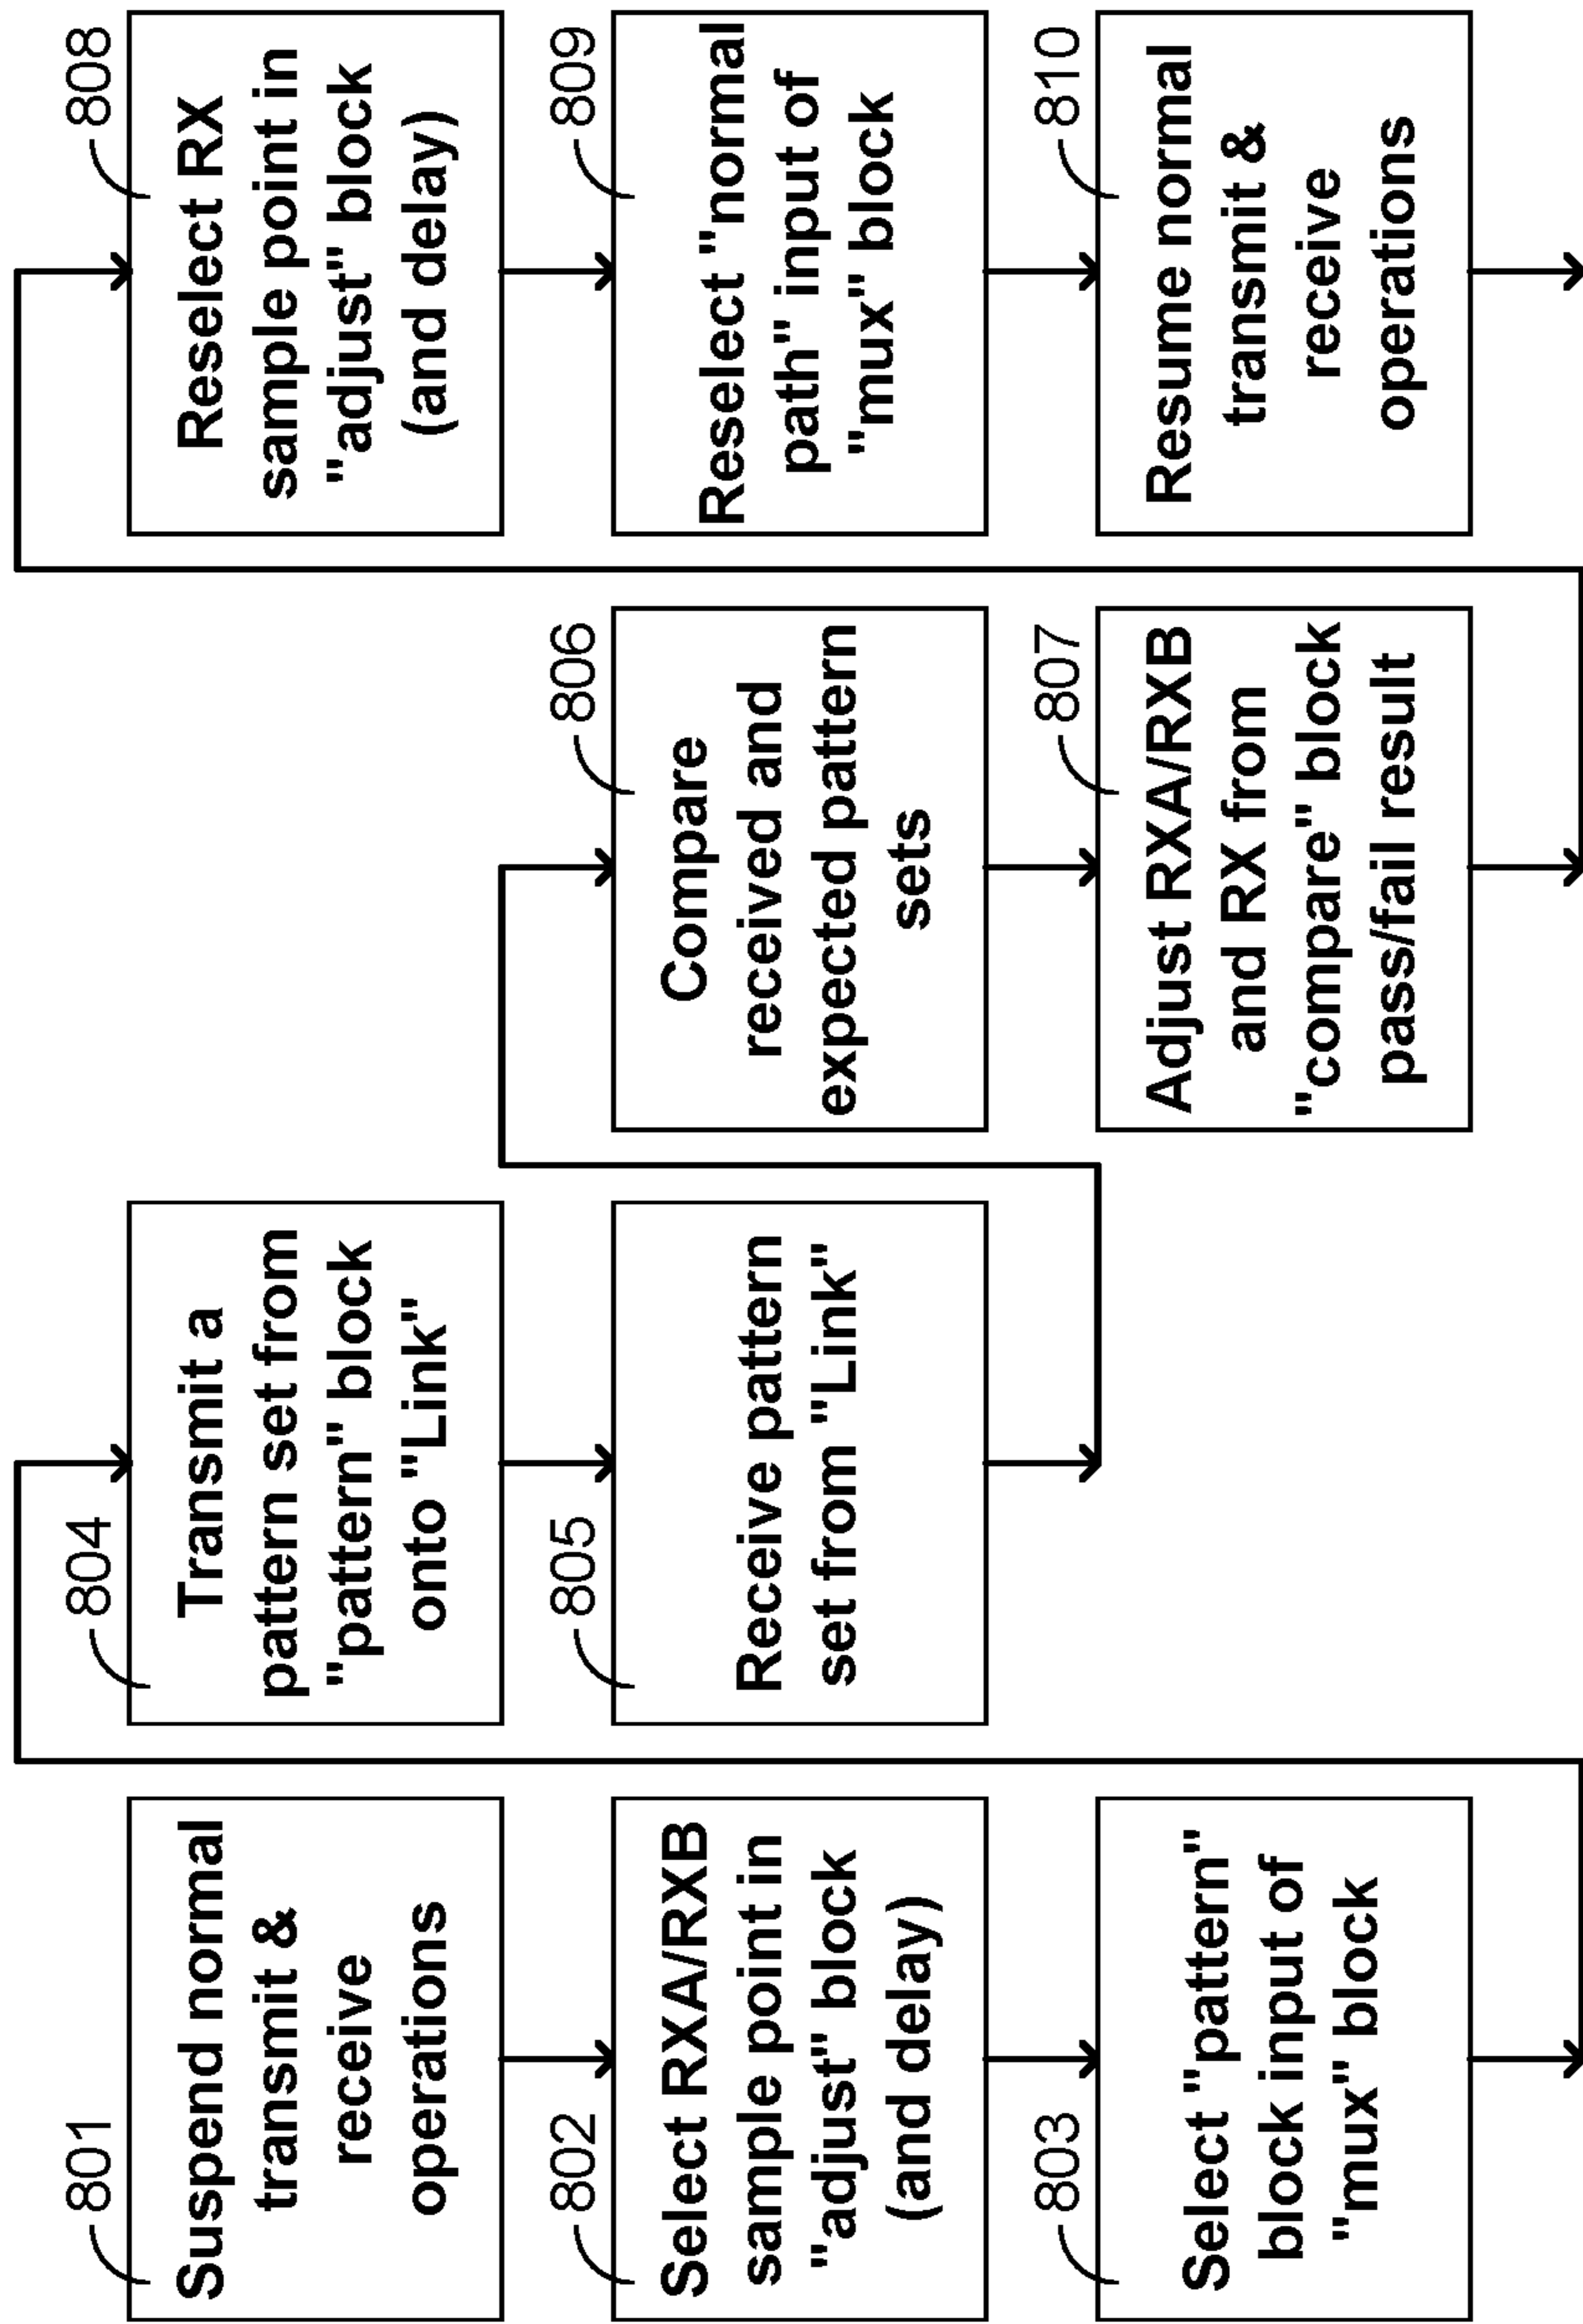 801
Suspend normal
transmit &
receive
operations
802
Select RXA/RXB
sample point in
"adjust" block
(and delay)
803
Select "pattern"
block input of
"mux" block
804
Transmit a
pattern set from
"pattern" block
onto "Link"
805
Receive pattern
set from "Link"
806
Compare
received and
expected pattern
sets
807
Adjust RXA/RXB
and RX from
"compare" block
pass/fail result
808
Reselect RX
sample point in
"adjust" block
(and delay)
809
Reselect "normal
path" input of
"mux" block
810
Resume normal
transmit &
receive
operations